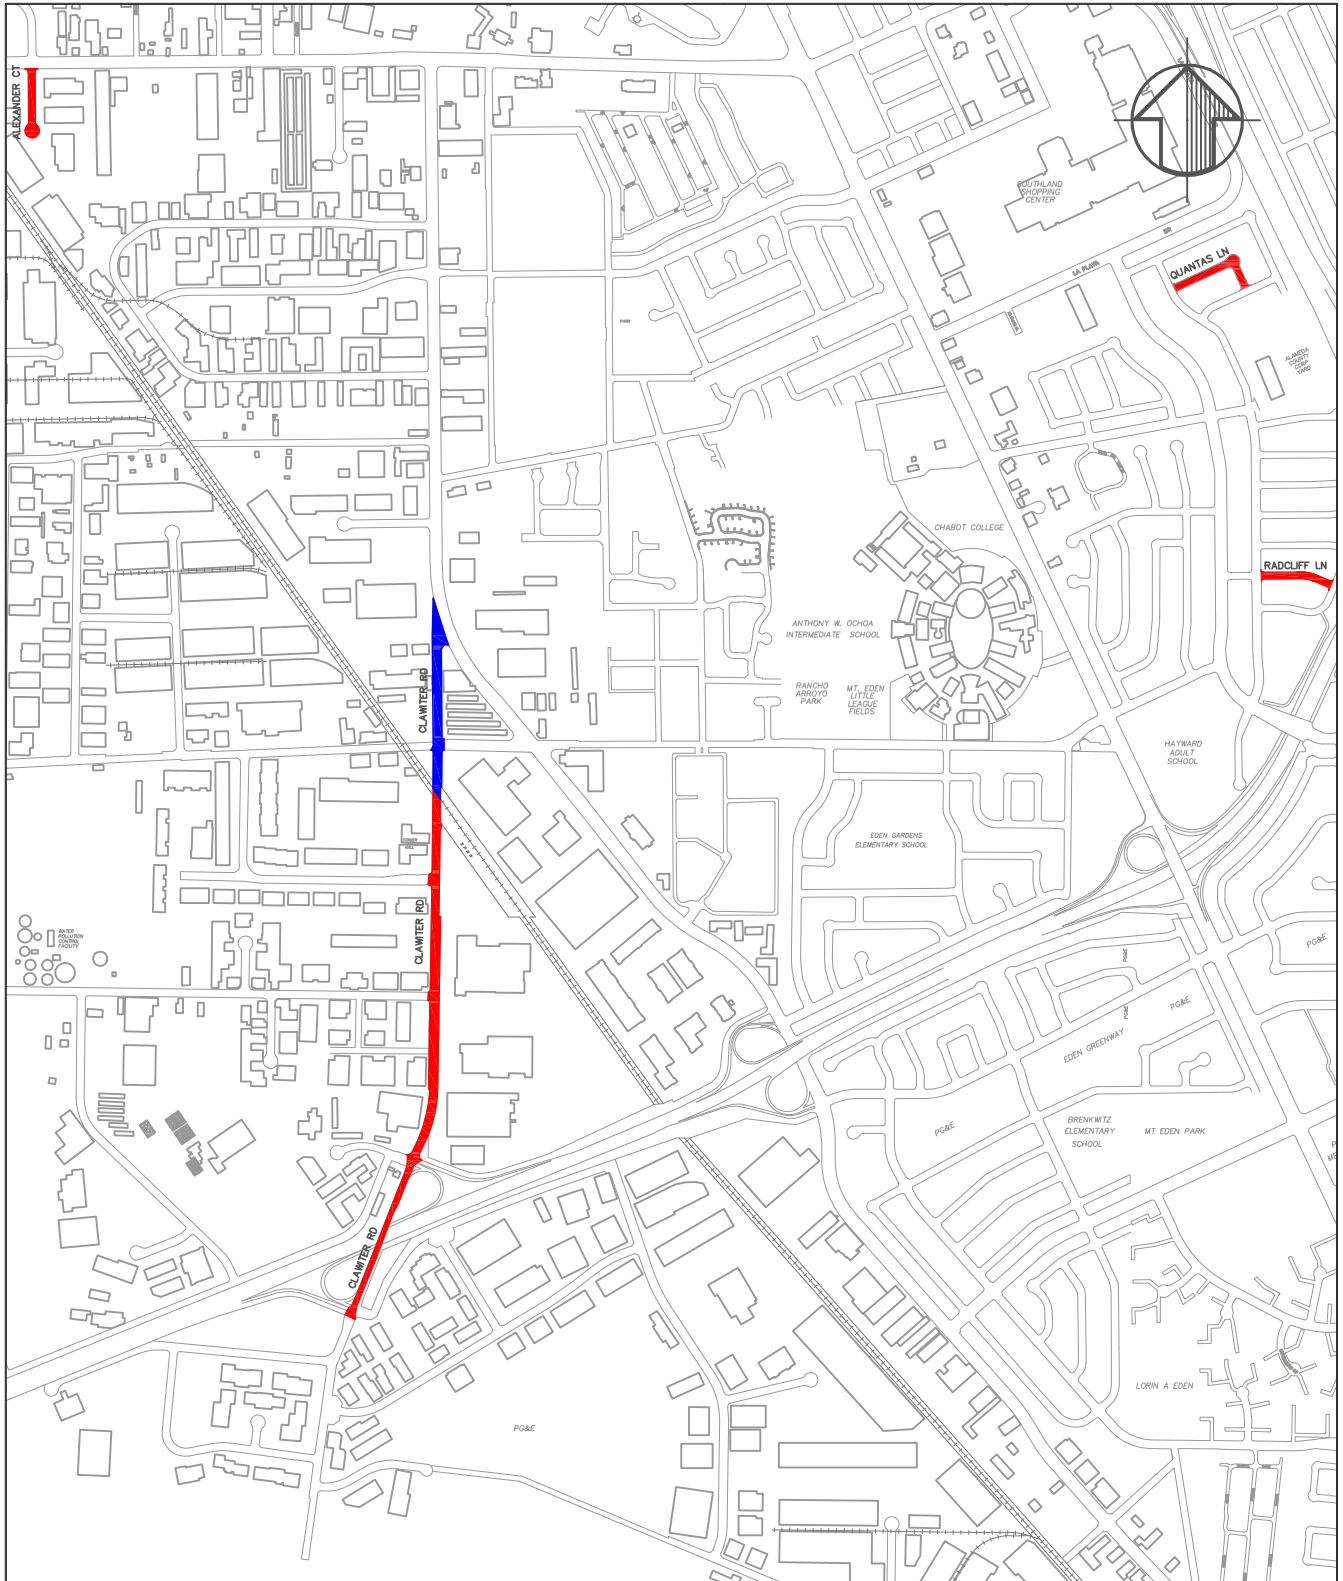 ALEXANDER CT
SOUTHLAND
SHOPPING
CENTER
QUANTAS LN
LA PLAYA
PARK
ALAMEDA
COUNTY
CORP
YARD
CHABOT COLLEGE
RADCLIFF LN
ANTHONY W. OCHOA
INTERMEDIATE SCHOOL
CLAWITER RD
RANCHO
ARROYO
PARK
MT. EDEN
LITTLE
LEAGUE
FIELDS
HAYWARD
ADULT
SCHOOL
EDEN GARDENS
ELEMENTARY SCHOOL
CLAWITER RD
WATER
POLLUTION
CONTROL
FACILITY
PG&E
PG&E
PG&E
PG&E
EDEN GREENWAY
PG&E
BRENKWITZ
ELEMENTARY
SCHOOL
MT EDEN PARK
CLAWITER RD
LORIN A EDEN
PG&E